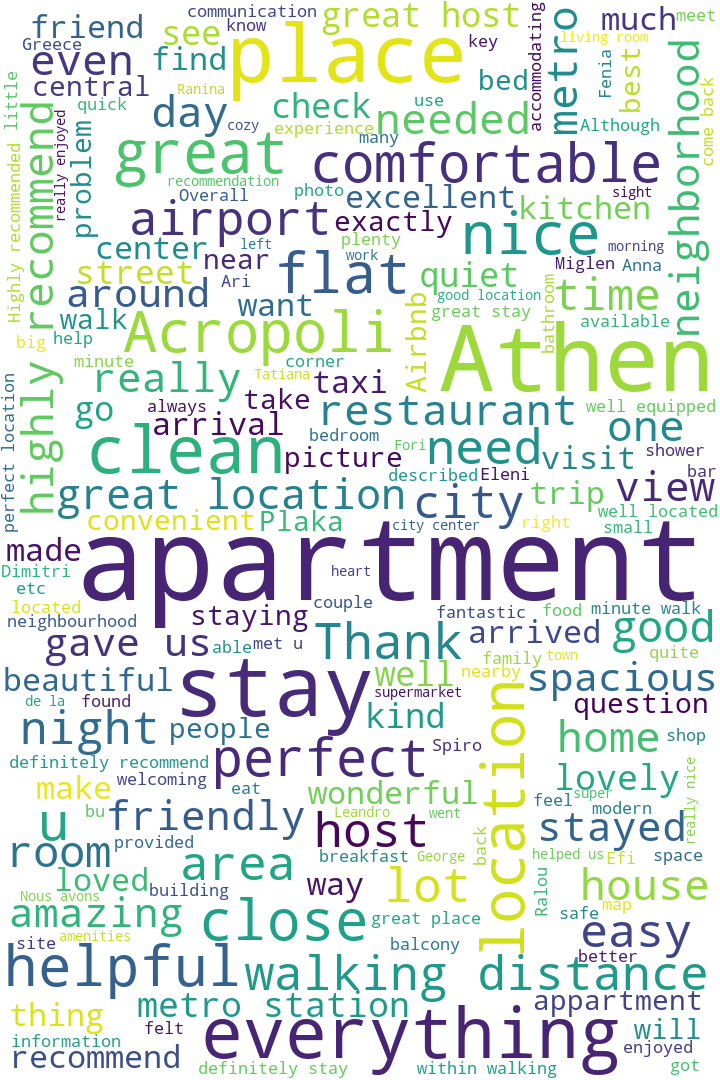 communication
great host
much
meet
friend
know
place
metro
living room
Greece
see
key
accommodating
even
find
bed
Fenia
best
neighborhood
come back
central
Ranina
quick
day
check
use
needed
Although
little
really enjoyed
cozy
experience
many
problem
great
recommendation
comfortable
recommend
Highly recommended
Overall
photo
excellent
sight
kitchen
airport
exactly
nice
center
left
plenty
morning
near
work
street
Ari
flat
quiet
Miglen
Anna
around
want
good location
time
bathroom
walk
Acropoli
Airbnb
great stay
available
help
big
minute
corner
Athen
really
Tatiana
taxi
highly
go
always
take
restaurant
well equipped
perfect location
arrival
bedroom
need
one
clean
Fori
picture
described
Eleni
visit
shower
bar
great location
city
trip
view
convenient
Plaka
city center
right
well located
small
made
apartment
Dimitri
heart
etc
located
couple
staying
fantastic
food
minute walk
neighbourhood
gave us
able
met u
Thank
arrived
good
family
town
quite
beautiful
stay
well
nearby
spacious
supermarket
de la
found
kind
location
question
night
people
perfect
Spiro
home
shop
definitely recommend
welcoming
make
eat
wonderful
lovely
feel
super
really nice
bu
friendly
Leandro
went
modern
u
host
stayed
provided
room
area
breakfast
George
back
helped us
Efi
space
loved
building
way
lot
Ralou
house
Nous avons
amazing
close
great place
safe
map
site
amenities
balcony
easy
better
helpful
walking distance
thing
metro station
appartment
felt
everything
will
information
enjoyed
recommend
definitely stay
within walking
got